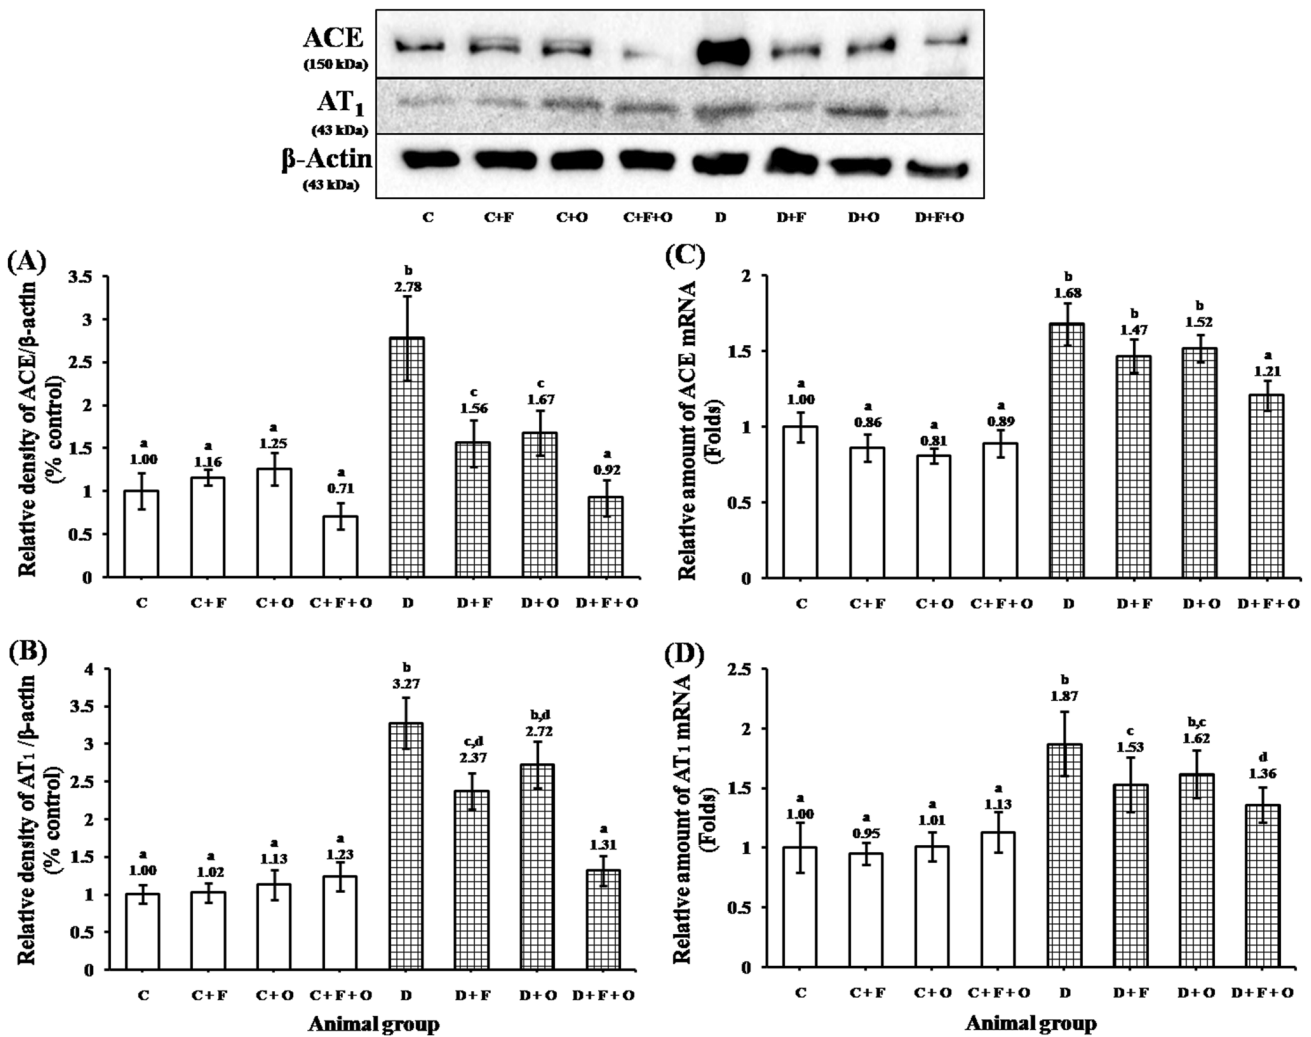 ACE
(150 kDa)
AT1
(43 kDa)
β-Actin
(43 kDa)
C C+F C+O C+F+O D D+F D+O D+F+O
(A)
Relative density of ACE/β-actin
(% control)
3.5
3
2.5
2
1.5
1
0.5
0
a
1.00
a
1.16
a
1.25
a
0.71
b
2.78
c
1.56
c
1.67
a
0.92
C C+F C+O C+F+O D D+F D+O D+F+O
(C)
Relative amount of ACE mRNA
(Folds)
2
1.5
1
0.5
0
a
1.00
a
0.86
a
0.81
a
0.89
b
1.68
b
1.47
b
1.52
a
1.21
C C+F C+O C+F+O D D+F D+O D+F+O
(B)
Relative density of AT1/β-actin
(% control)
4
3.5
3
2.5
2
1.5
1
0.5
0
a
1.00
a
1.02
a
1.13
a
1.23
b
3.27
c,d
2.37
b,d
2.72
a
1.31
C C+F C+O C+F+O D D+F D+O D+F+O
Animal group
(D)
Relative amount of AT1 mRNA
(Folds)
2.5
2
1.5
1
0.5
0
a
1.00
a
0.95
a
1.01
a
1.13
b
1.87
c
1.53
b,c
1.62
d
1.36
C C+F C+O C+F+O D D+F D+O D+F+O
Animal group